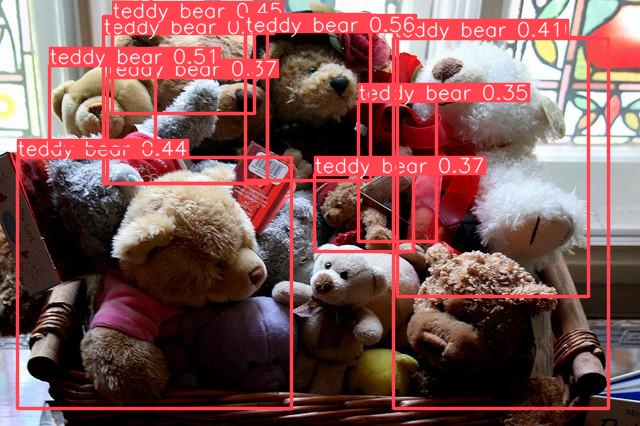 teddy bear 0.45
teddy bear 0.56
teddy bear 0.41
teddy bear 0.51
teddy bear 0.37
teddy bear 0.35
teddy bear 0.44
teddy bear 0.37